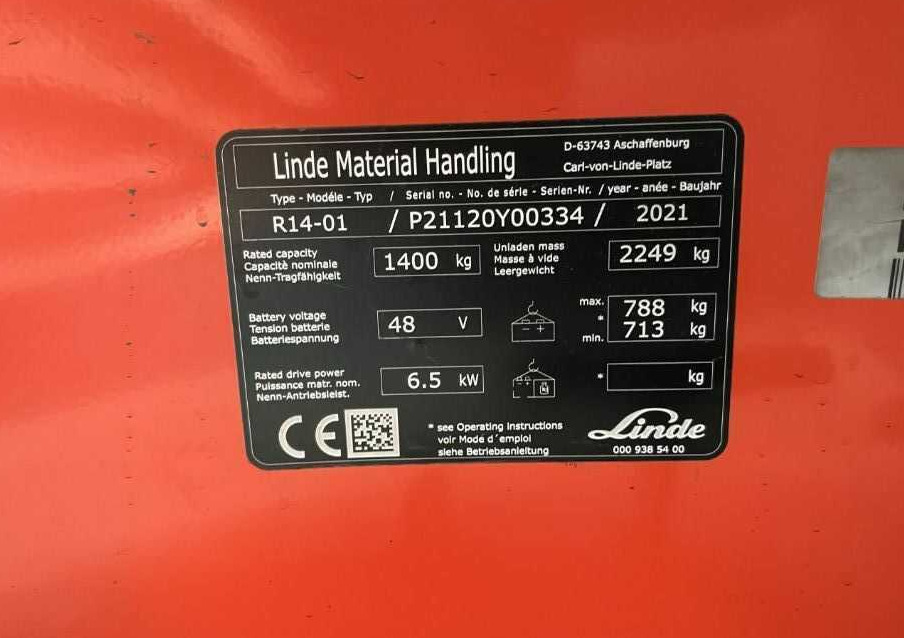 Linde Material Handling
D-63743 Aschaffenburg
Carl-von-Linde-Platz
Type - Modéle - Typ / Serial no. - No. de série - Serien-Nr. / year - anée - Baujahr
R14-01 / P21120Y00334 / 2021
Rated capacity
Capacitè nominale
Nenn-Tragfähigkeit
1400 kg
Unladen mass
Masse à vide
Leergewicht
2249 kg
Battery voltage
Tension batterie
Batteriespannung
48 V
- +
max. 788 kg
*
min. 713 kg
Rated drive power
Puissance matr. nom.
Nenn-Antriebsleist.
6.5 kW
* kg
CE
* see Operating Instructions
voir Mode d´emploi
siehe Betriebsanleitung
Linde
000 938 54 00